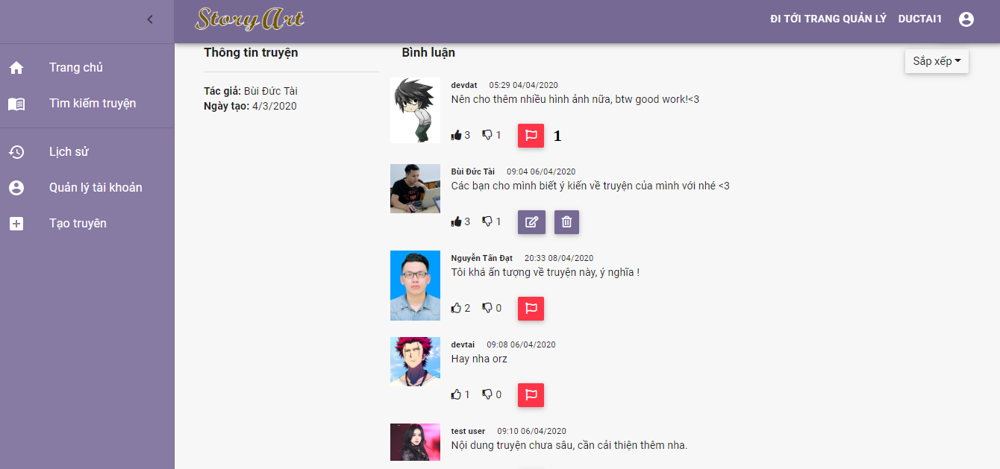 Story Art
ĐI TỚI TRANG QUẢN LÝ DUCTAI1
Trang chủ
Tìm kiếm truyện
Lịch sử
Quản lý tài khoản
Tạo truyên
Thông tin truyện
Tác giả: Bùi Đức Tài
Ngày tạo: 4/3/2020
Bình luận
Sắp xếp
devdat 05:29 04/04/2020
Nên cho thêm nhiều hình ảnh nữa, btw good work!<3
3 1 1
Bùi Đức Tài 09:04 06/04/2020
Các bạn cho mình biết ý kiến về truyện của mình với nhé <3
3 1
Nguyễn Tấn Đạt 20:33 08/04/2020
Tôi khá ấn tượng về truyện này, ý nghĩa !
2 0
devtai 09:08 06/04/2020
Hay nha orz
1 0
test user 09:10 06/04/2020
Nội dung truyện chưa sâu, cần cải thiện thêm nha.